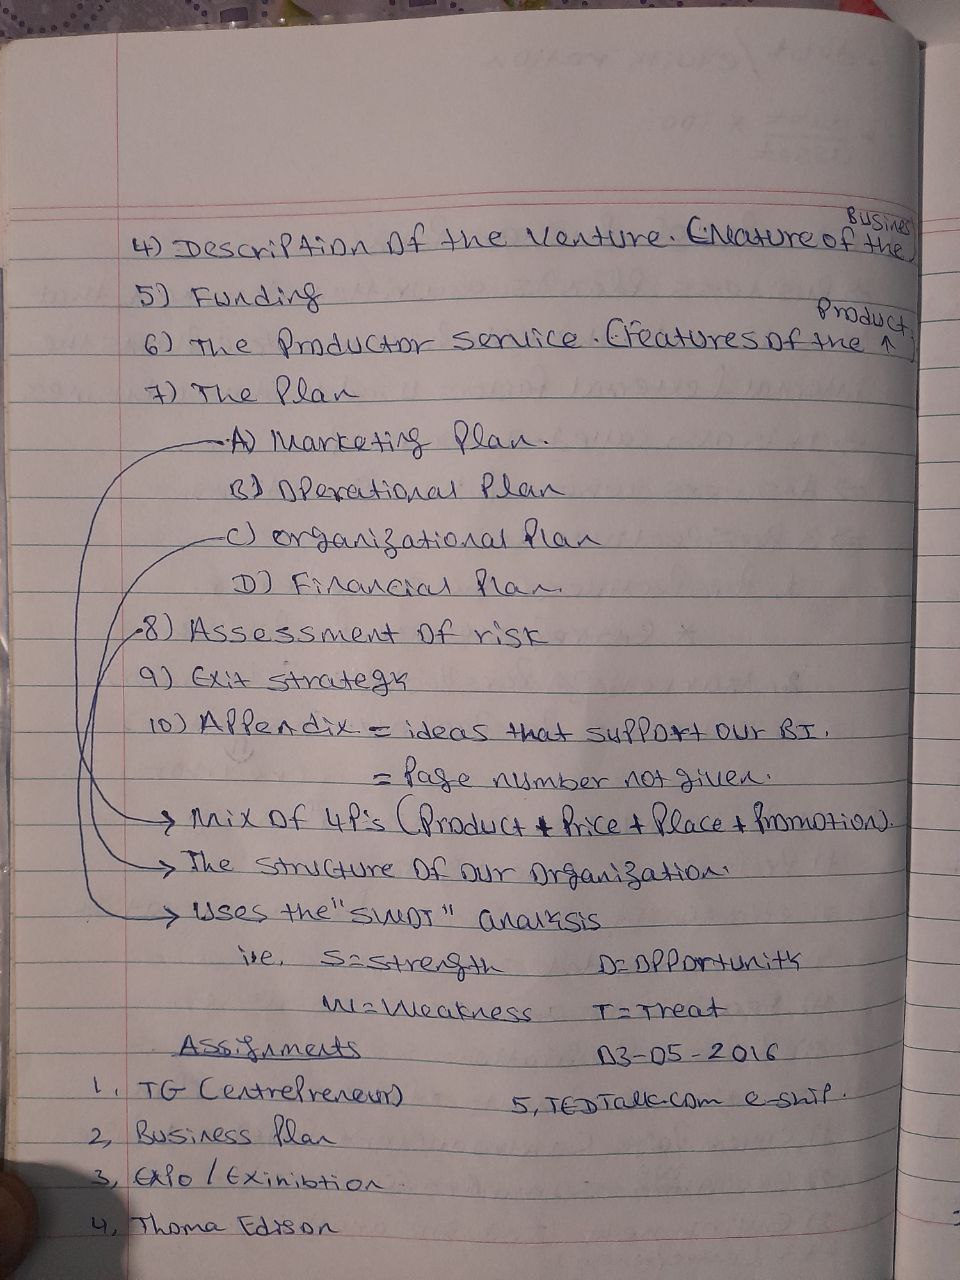 4) Description of the Venture. (Nature of the Busines)
5) Funding
6) The Product or Service. (Features of the Product)
7) The Plan
A) Marketing Plan.
B) Operational Plan
C) Organizational Plan
D) Financial Plan.
8) Assessment of risk
9) Exit strategy
10) Appendix = ideas that support our BI.
= Page number not given.
→ Mix of 4P's (Product + Price + Place + Promotion).
→ The structure of our organization.
→ Uses the "SWOT" analysis
i.e. S=Strength O=Opportunity
W=Weakness T=Treat
Assignments 03-05-2016
1. TG (entrepreneur) 5, TEDTalk.com e-ship.
2, Business Plan
3, Expo / Exinibtion
4, Thoma Edison